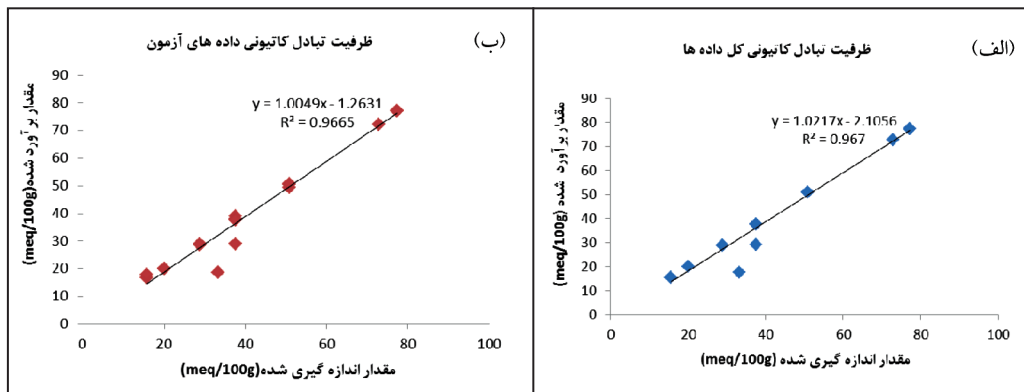 (الف)
ظرفیت تبادل کاتیونی کل داده ها
y = 1.0217x - 2.1056
R² = 0.967
مقدار برآورد شده (meq/100g)
90
80
70
60
50
40
30
20
10
0
0 20 40 60 80 100
مقدار اندازه گیری شده (meq/100g)
(ب)
ظرفیت تبادل کاتیونی داده های آزمون
y = 1.0049x - 1.2631
R² = 0.9665
مقدار برآورد شده(meq/100g)
90
80
70
60
50
40
30
20
10
0
0 20 40 60 80 100
مقدار اندازه گیری شده(meq/100g)